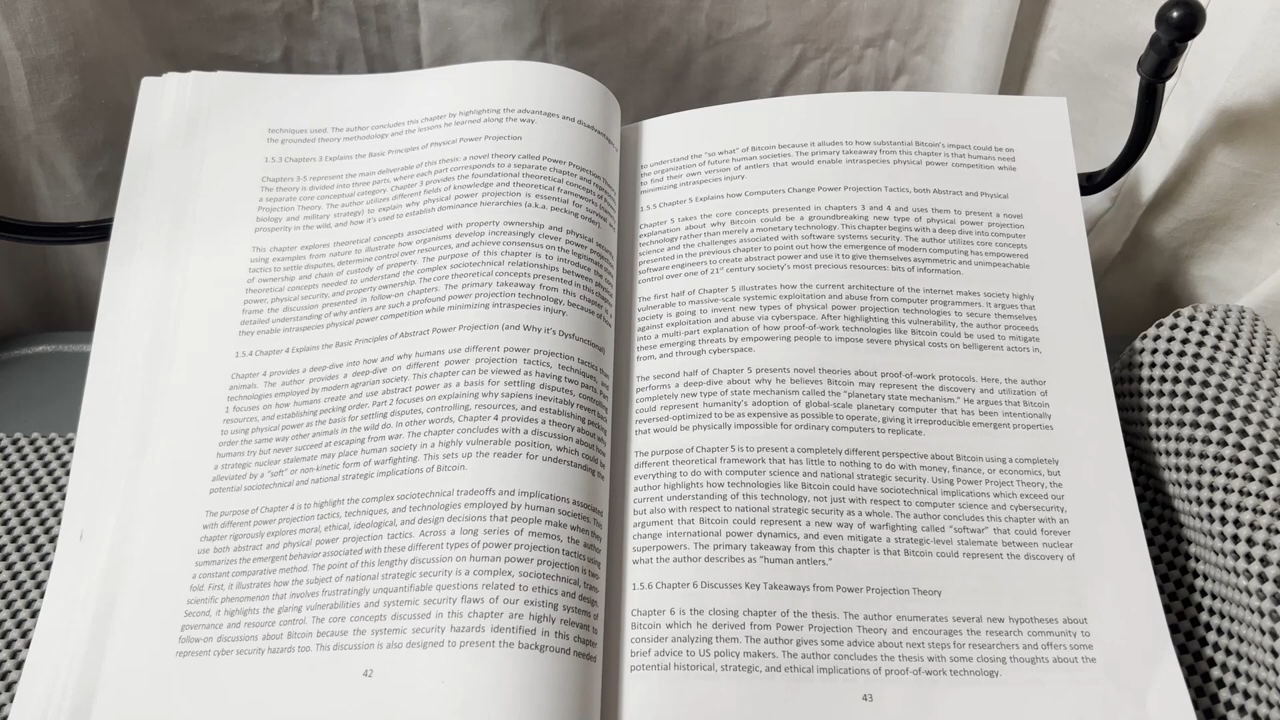 techniques used. The author concludes this chapter by highlighting the advantages and disadvantages
the grounded theory methodology and the lessons he learned along the way.
1.5.3 Chapters 3 Explains the Basic Principles of Physical Power Projection
Chapters 3-5 represent the main deliverable of this thesis: a novel theory called Power Projection
The theory is divided into three parts, where each part corresponds to a separate chapter and
a separate core conceptual category. Chapter 3 provides the foundational theoretical concepts of
Projection Theory. The author utilizes different fields of knowledge and theoretical frameworks
biology and military strategy) to explain why physical power projection is essential for survival
prosperity in the wild, and how it's used to establish dominance hierarchies (a.k.a. pecking order).
This chapter explores theoretical concepts associated with property ownership and physical
using examples from nature to illustrate how organisms develop increasingly clever power
tactics to settle disputes, determine control over resources, and achieve consensus on the legitimate
of ownership and chain of custody of property. The purpose of this chapter is to introduce the
theoretical concepts needed to understand the complex sociotechnical relationships between
power, physical security, and property ownership. The core theoretical concepts presented in this
frame the discussion presented in follow-on chapters. The primary takeaway from this chapter is a
detailed understanding of why antlers are such a profound power projection technology, because of how
they enable intraspecies physical power competition while minimizing intraspecies injury.
1.5.4 Chapter 4 Explains the Basic Principles of Abstract Power Projection (and Why it's Dysfunctional)
Chapter 4 provides a deep-dive into how and why humans use different power projection tactics than
animals. The author provides a deep-dive on different power projection tactics, techniques, and
technologies employed by modern agrarian society. This chapter can be viewed as having two parts. Part
1 focuses on how humans create and use abstract power as a basis for settling disputes, controlling
resources, and establishing pecking order. Part 2 focuses on explaining why sapiens inevitably revert back
to using physical power as the basis for settling disputes, controlling, resources, and establishing pecking
order the same way other animals in the wild do. In other words, Chapter 4 provides a theory about why
humans try but never succeed at escaping from war. The chapter concludes with a discussion about how
a strategic nuclear stalemate may place human society in a highly vulnerable position, which could be
alleviated by a "soft" or non-kinetic form of warfighting. This sets up the reader for understanding the
potential sociotechnical and national strategic implications of Bitcoin.
The purpose of Chapter 4 is to highlight the complex sociotechnical tradeoffs and implications associated
with different power projection tactics, techniques, and technologies employed by human societies. This
chapter rigorously explores moral, ethical, ideological, and design decisions that people make when they
use both abstract and physical power projection tactics. Across a long series of memos, the author
summarizes the emergent behavior associated with these different types of power projection tactics using
a constant comparative method. The point of this lengthy discussion on human power projection is two-
fold. First, it illustrates how the subject of national strategic security is a complex, sociotechnical, trans-
scientific phenomenon that involves frustratingly unquantifiable questions related to ethics and design.
Second, it highlights the glaring vulnerabilities and systemic security flaws of our existing systems of
governance and resource control. The core concepts discussed in this chapter are highly relevant to
follow-on discussions about Bitcoin because the systemic security hazards identified in this chapter
represent cyber security hazards too. This discussion is also designed to present the background needed
42
to understand the "so what" of Bitcoin because it alludes to how substantial Bitcoin's impact could be on
the organization of future human societies. The primary takeaway from this chapter is that humans need
to find their own version of antlers that would enable intraspecies physical power competition while
minimizing intraspecies injury.
1.5.5 Chapter 5 Explains how Computers Change Power Projection Tactics, both Abstract and Physical
Chapter 5 takes the core concepts presented in chapters 3 and 4 and uses them to present a novel
explanation about why Bitcoin could be a groundbreaking new type of physical power projection
technology rather than merely a monetary technology. This chapter begins with a deep dive into computer
science and the challenges associated with software systems security. The author utilizes core concepts
presented in the previous chapter to point out how the emergence of modern computing has empowered
software engineers to create abstract power and use it to give themselves asymmetric and unimpeachable
control over one of 21st century society's most precious resources: bits of information.
The first half of Chapter 5 illustrates how the current architecture of the internet makes society highly
vulnerable to massive-scale systemic exploitation and abuse from computer programmers. It argues that
society is going to invent new types of physical power projection technologies to secure themselves
against exploitation and abuse via cyberspace. After highlighting this vulnerability, the author proceeds
into a multi-part explanation of how proof-of-work technologies like Bitcoin could be used to mitigate
these emerging threats by empowering people to impose severe physical costs on belligerent actors in,
from, and through cyberspace.
The second half of Chapter 5 presents novel theories about proof-of-work protocols. Here, the author
performs a deep-dive about why he believes Bitcoin may represent the discovery and utilization of
completely new type of state mechanism called the "planetary state mechanism." He argues that Bitcoin
could represent humanity's adoption of global-scale planetary computer that has been intentionally
reversed-optimized to be as expensive as possible to operate, giving it irreproducible emergent properties
that would be physically impossible for ordinary computers to replicate.
The purpose of Chapter 5 is to present a completely different perspective about Bitcoin using a completely
different theoretical framework that has little to nothing to do with money, finance, or economics, but
everything to do with computer science and national strategic security. Using Power Project Theory, the
author highlights how technologies like Bitcoin could have sociotechnical implications which exceed our
current understanding of this technology, not just with respect to computer science and cybersecurity,
but also with respect to national strategic security as a whole. The author concludes this chapter with an
argument that Bitcoin could represent a new way of warfighting called "softwar" that could forever
change international power dynamics, and even mitigate a strategic-level stalemate between nuclear
superpowers. The primary takeaway from this chapter is that Bitcoin could represent the discovery of
what the author describes as "human antlers."
1.5.6 Chapter 6 Discusses Key Takeaways from Power Projection Theory
Chapter 6 is the closing chapter of the thesis. The author enumerates several new hypotheses about
Bitcoin which he derived from Power Projection Theory and encourages the research community to
consider analyzing them. The author gives some advice about next steps for researchers and offers some
brief advice to US policy makers. The author concludes the thesis with some closing thoughts about the
potential historical, strategic, and ethical implications of proof-of-work technology.
43